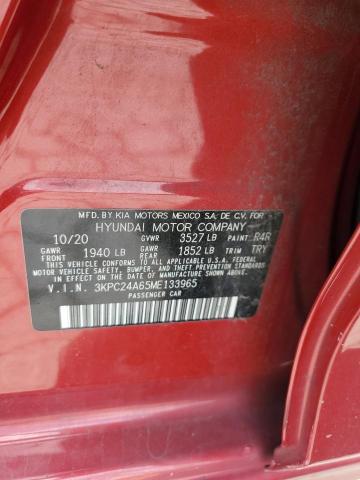 MFD.BY KIA MOTORS MEXICO S.A. DE C.V. FOR
HYUNDAI MOTOR COMPANY
10/20 GVWR 3527 LB PAINT R4R
GAWR FRONT 1940 LB GAWR REAR 1852 LB TRIM TRY
THIS VEHICLE CONFORMS TO ALL APPLICABLE U.S.A. FEDERAL MOTOR
VEHICLE SAFETY, BUMPER, AND THEFT PREVENTION STANDARDS
IN EFFECT ON THE DATE OF MANUFACTURE SHOWN ABOVE.
V.I.N. 3KPC24A65ME133965
PASSENGER CAR